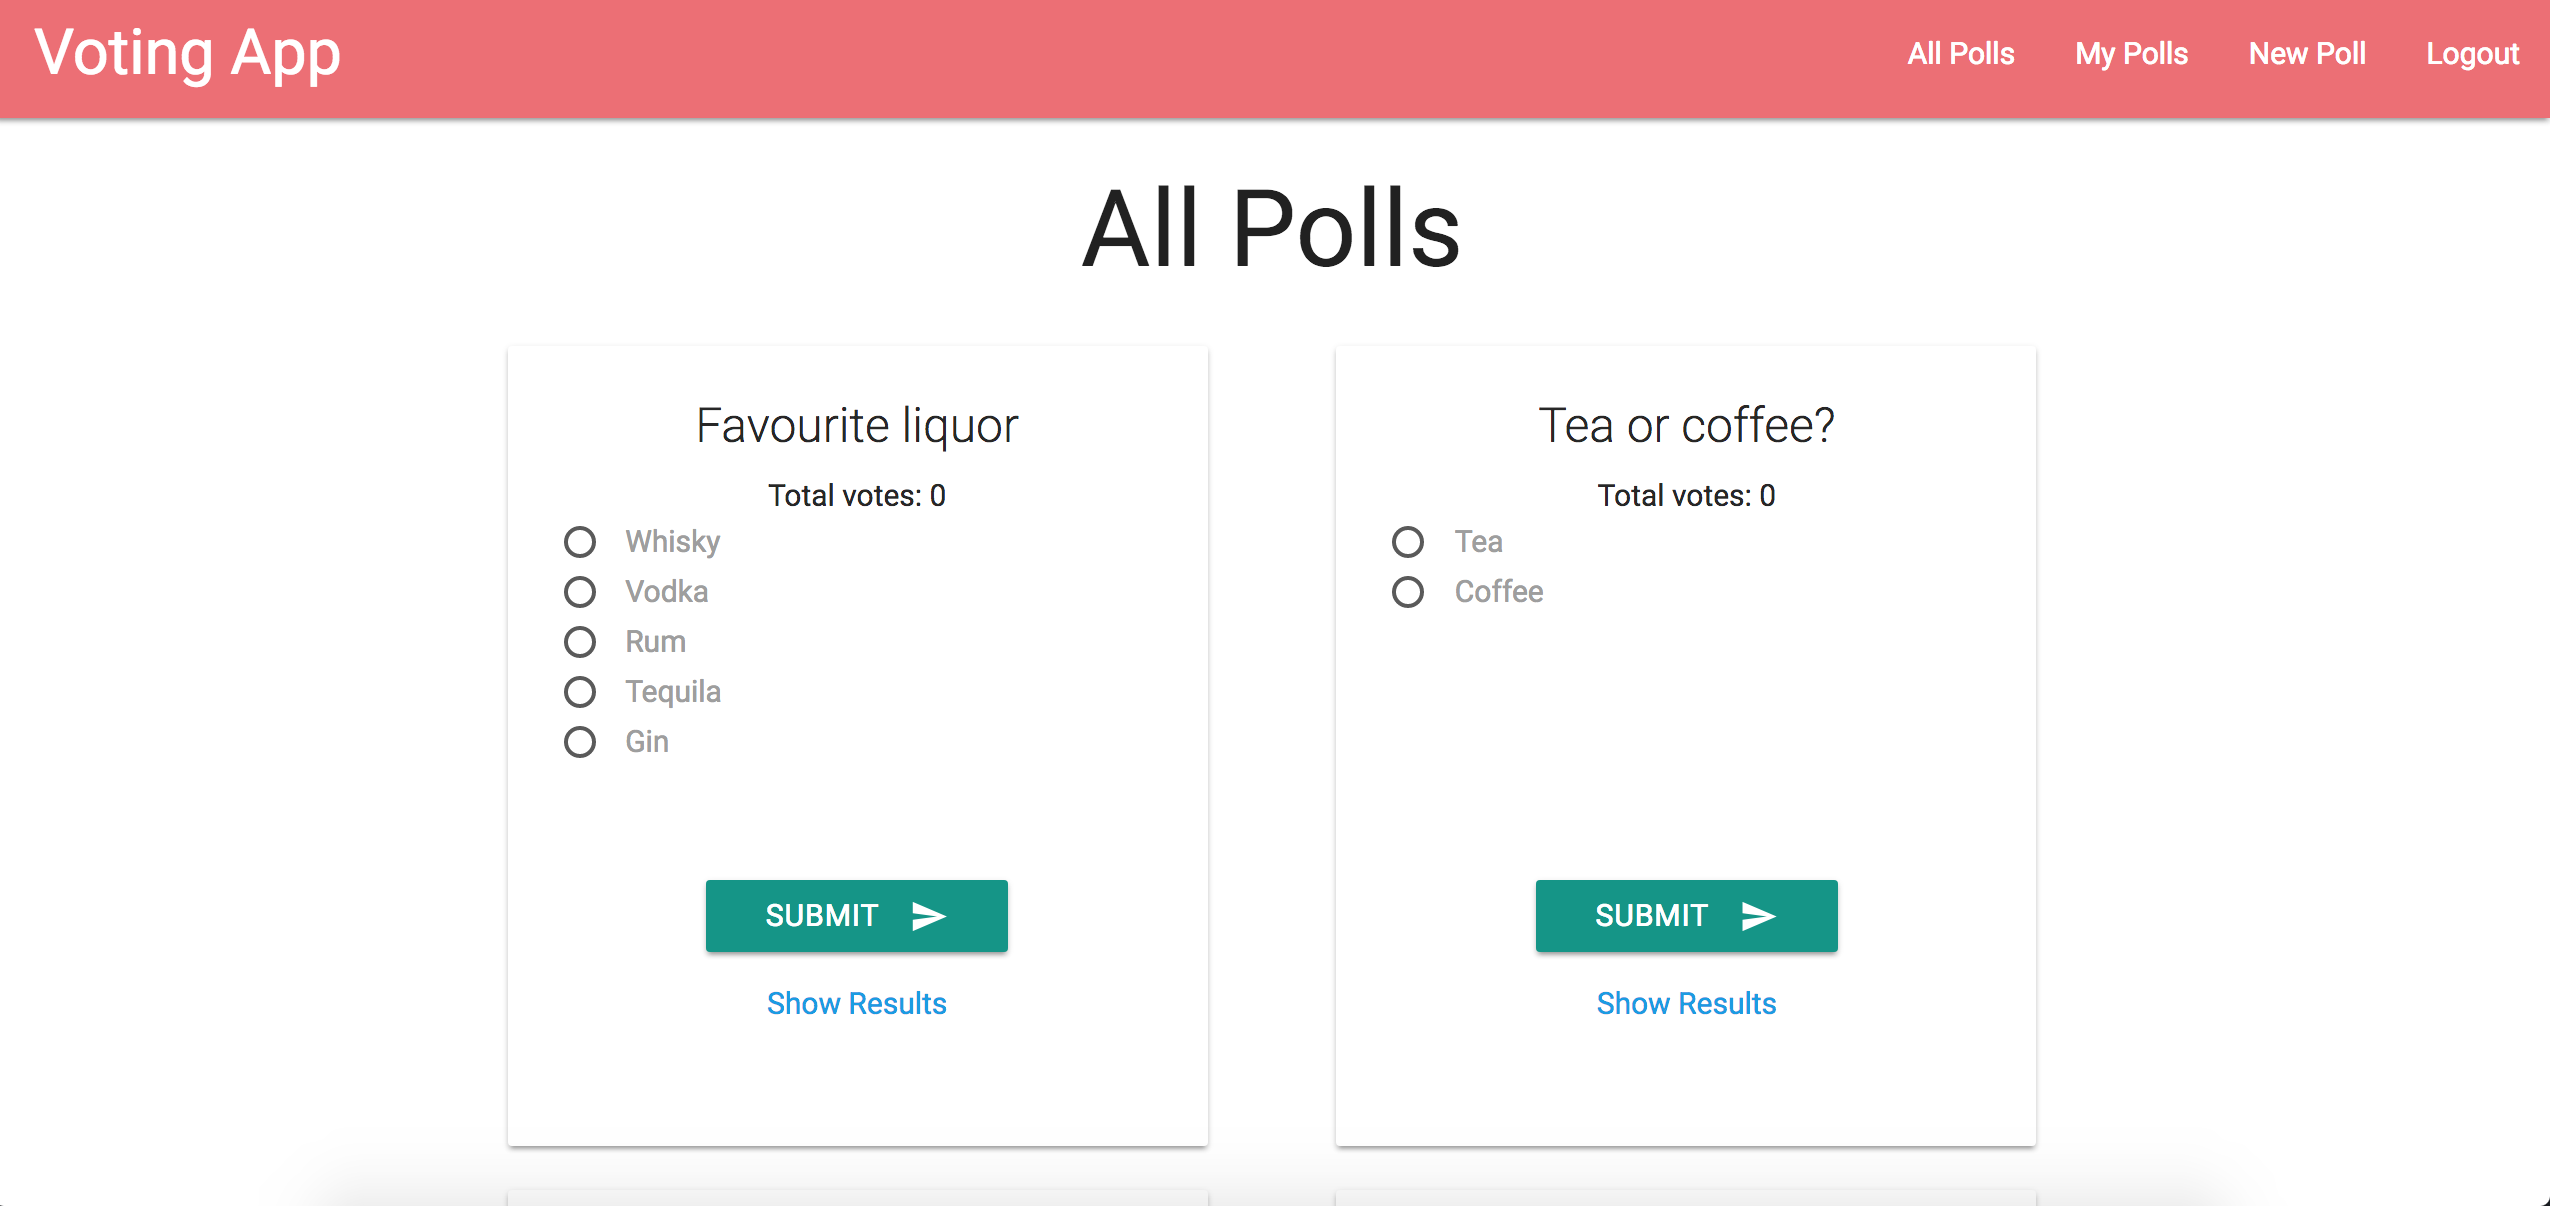 Voting App
All Polls
My Polls
New Poll
Logout
All Polls
Favourite liquor
Total votes: 0
Whisky
Vodka
Rum
Tequila
Gin
SUBMIT
Show Results
Tea or coffee?
Total votes: 0
Tea
Coffee
SUBMIT
Show Results